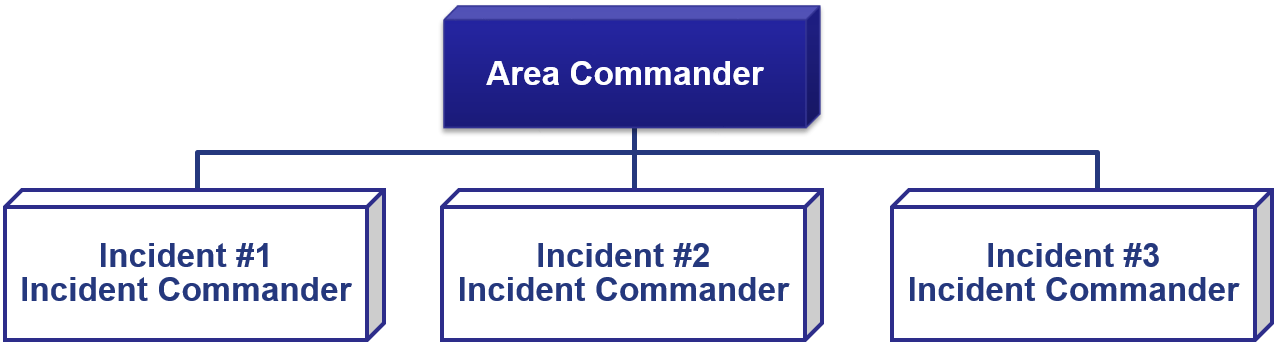 Area Commander
Incident #1
Incident Commander
Incident #2
Incident Commander
Incident #3
Incident Commander